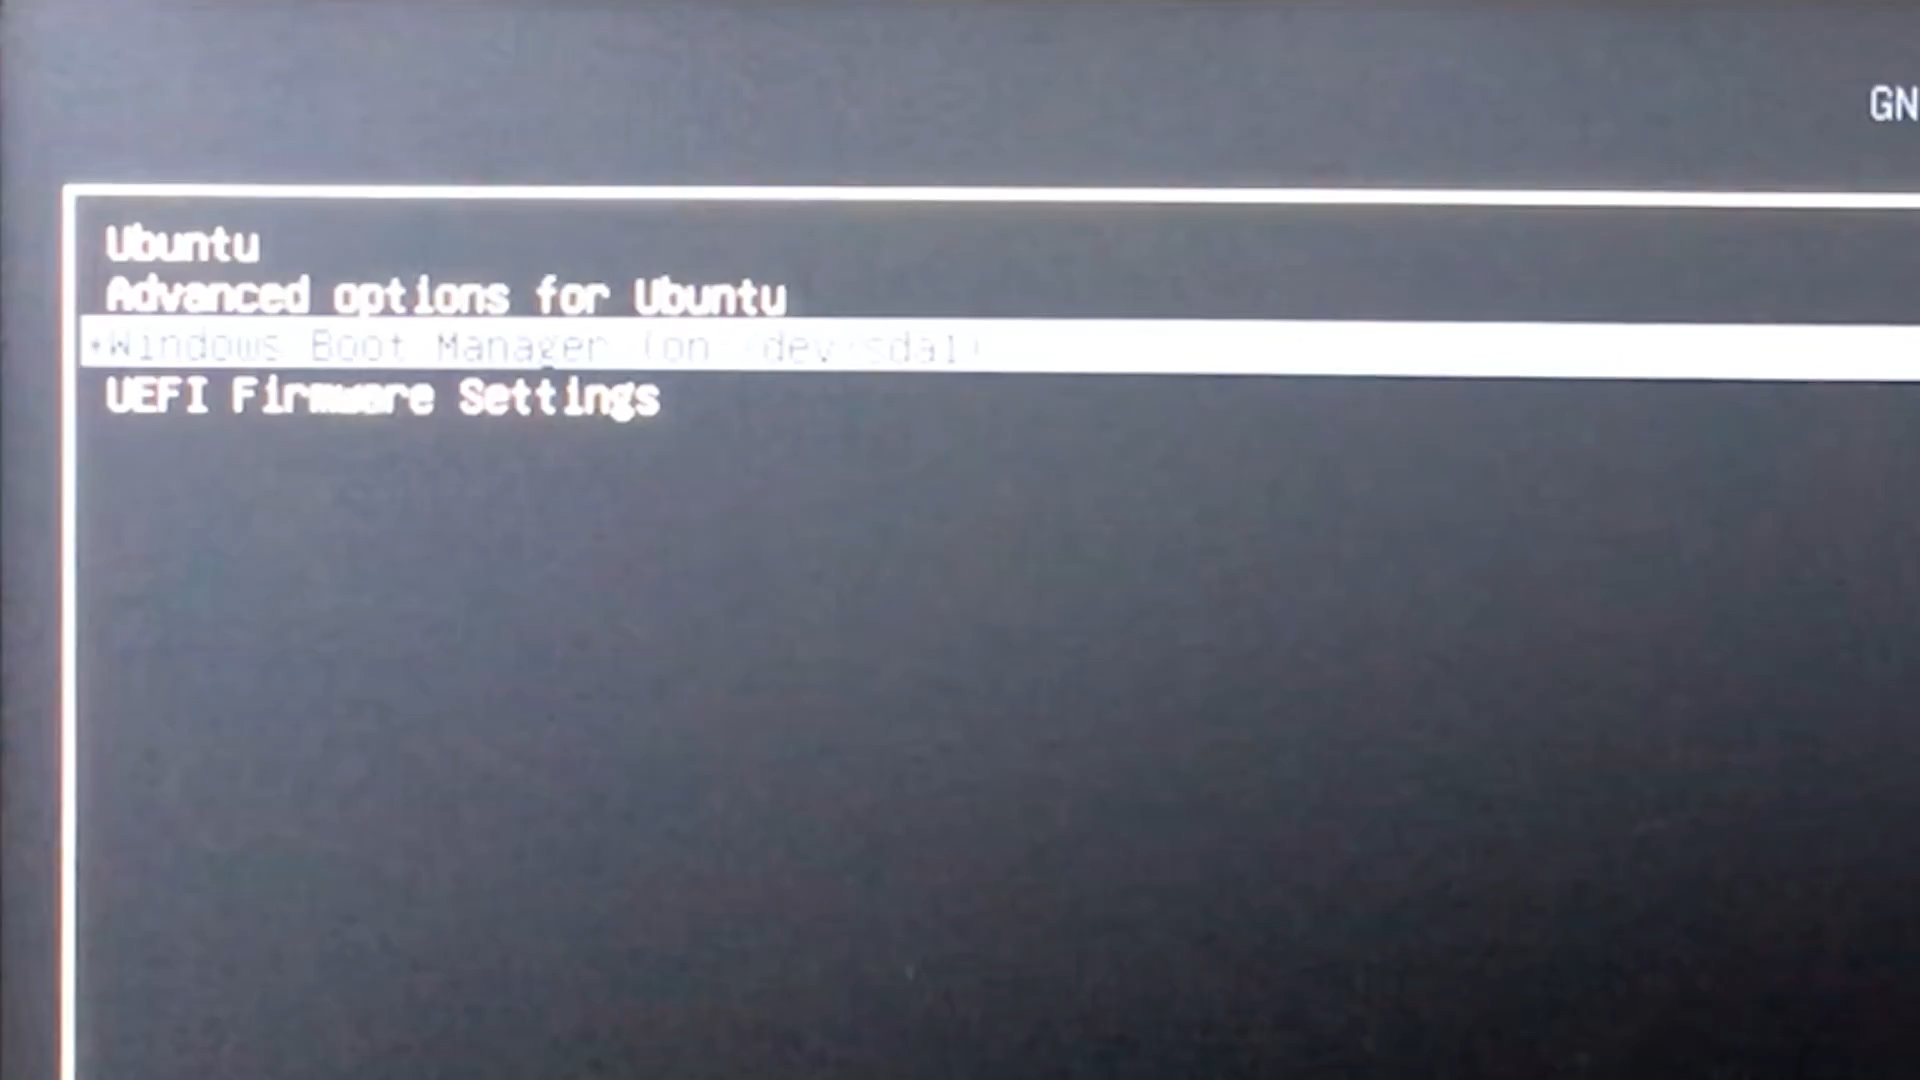 GN
Ubuntu
Advanced options for Ubuntu
*Windows Boot Manager (on /dev/sda1)
UEFI Firmware Settings